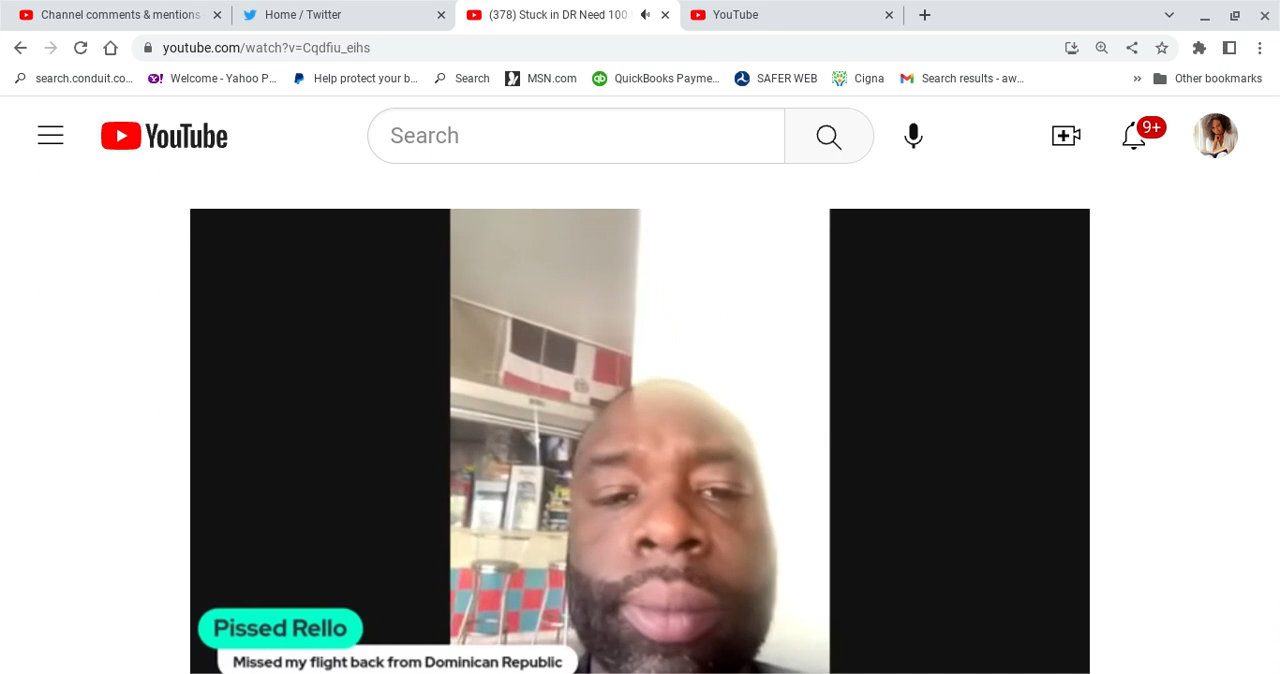 Channel comments & mentions
Home / Twitter
(378) Stuck in DR Need 100
YouTube
youtube.com/watch?v=Cqdfiu_eihs
search.conduit.co...
Welcome - Yahoo P...
Help protect your b...
Search
MSN.com
QuickBooks Payme...
SAFER WEB
Cigna
Search results - aw...
Other bookmarks
YouTube
Search
9+
Pissed Rello
Missed my flight back from Dominican Republic